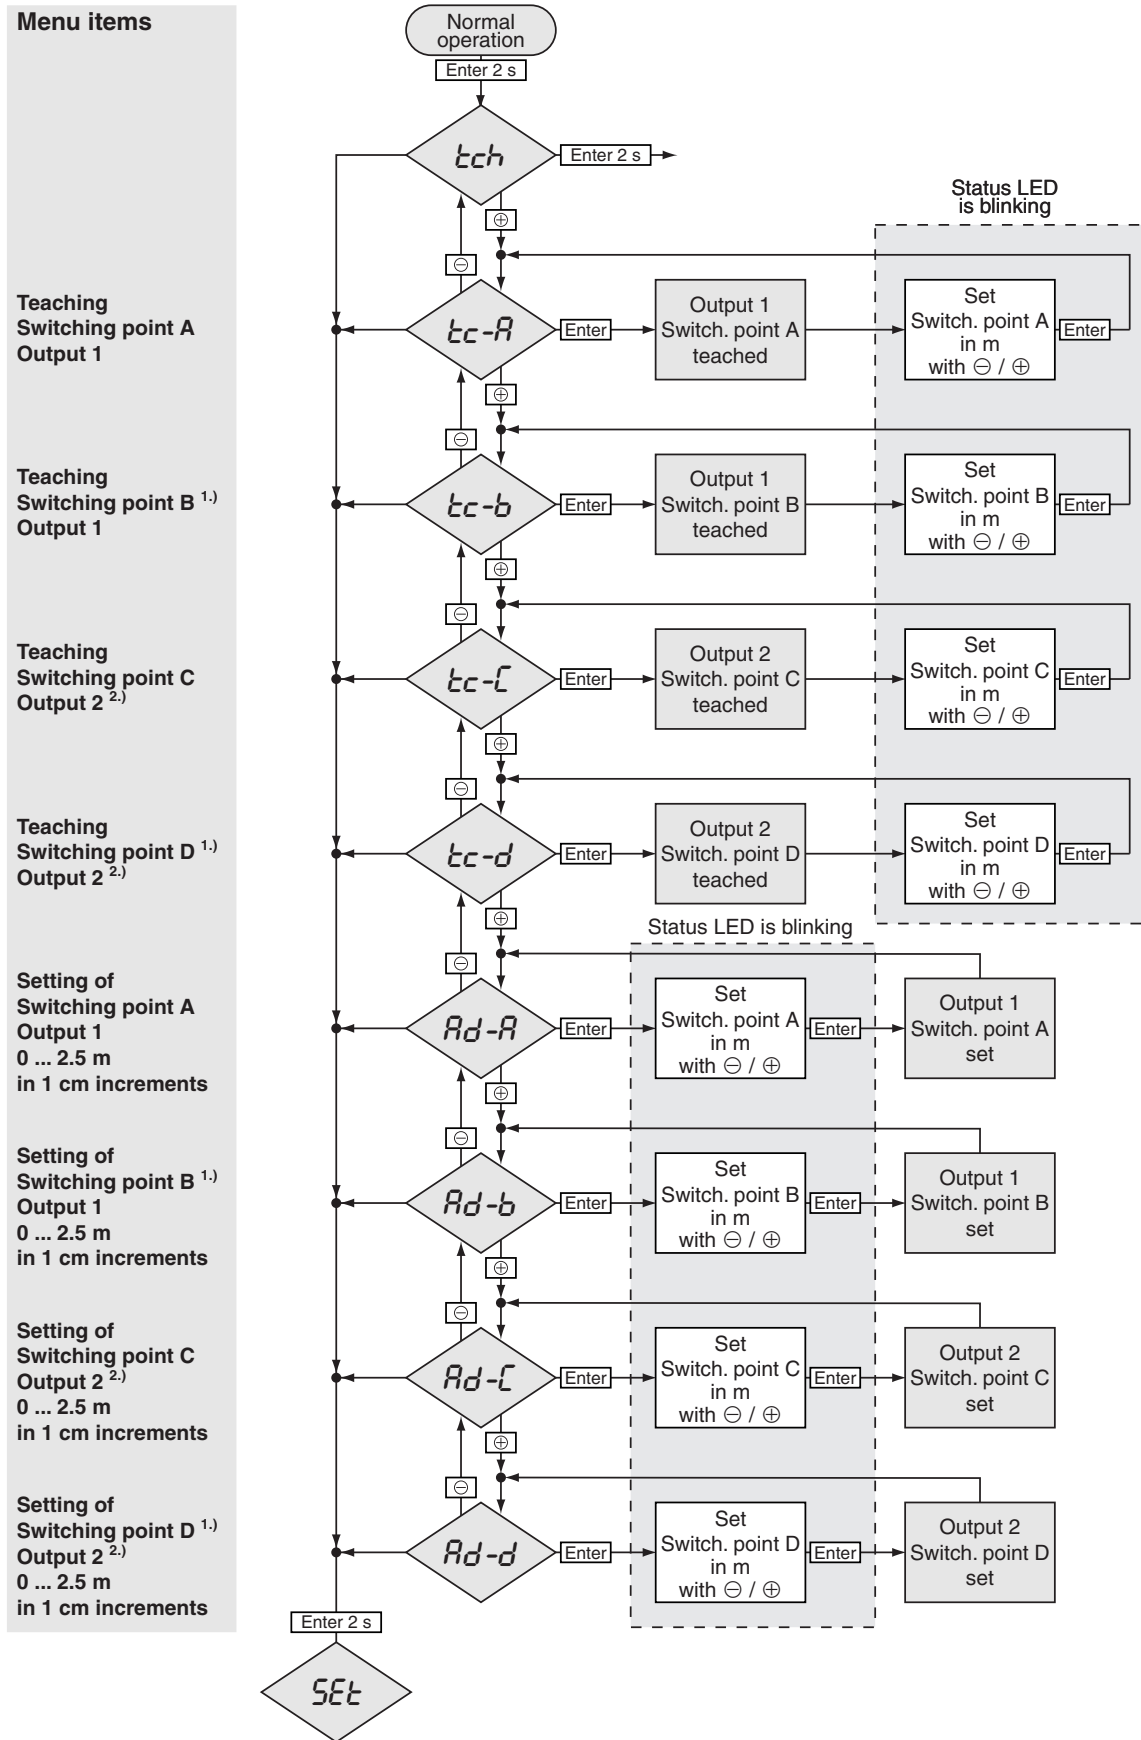 Menu items
Normal
operation
Enter 2 s
tch
Enter 2 s
Status LED
is blinking
⊕
⊖
Teaching
Switching point A
Output 1
tc-A
Enter
Output 1
Switch. point A
teached
Set
Switch. point A
in m
with ⊖ / ⊕
Enter
⊕
⊖
Teaching
Switching point B 1.)
Output 1
tc-b
Enter
Output 1
Switch. point B
teached
Set
Switch. point B
in m
with ⊖ / ⊕
Enter
⊕
⊖
Teaching
Switching point C
Output 2 2.)
tc-C
Enter
Output 2
Switch. point C
teached
Set
Switch. point C
in m
with ⊖ / ⊕
Enter
⊕
⊖
Teaching
Switching point D 1.)
Output 2 2.)
tc-d
Enter
Output 2
Switch. point D
teached
Set
Switch. point D
in m
with ⊖ / ⊕
Enter
⊕
Status LED is blinking
⊖
Setting of
Switching point A
Output 1
0 ... 2.5 m
in 1 cm increments
Ad-A
Enter
Set
Switch. point A
in m
with ⊖ / ⊕
Enter
Output 1
Switch. point A
set
⊕
⊖
Setting of
Switching point B 1.)
Output 1
0 ... 2.5 m
in 1 cm increments
Ad-b
Enter
Set
Switch. point B
in m
with ⊖ / ⊕
Enter
Output 1
Switch. point B
set
⊕
⊖
Setting of
Switching point C
Output 2 2.)
0 ... 2.5 m
in 1 cm increments
Ad-C
Enter
Set
Switch. point C
in m
with ⊖ / ⊕
Enter
Output 2
Switch. point C
set
⊕
⊖
Setting of
Switching point D 1.)
Output 2 2.)
0 ... 2.5 m
in 1 cm increments
Ad-d
Enter
Set
Switch. point D
in m
with ⊖ / ⊕
Enter
Output 2
Switch. point D
set
Enter 2 s
SEt